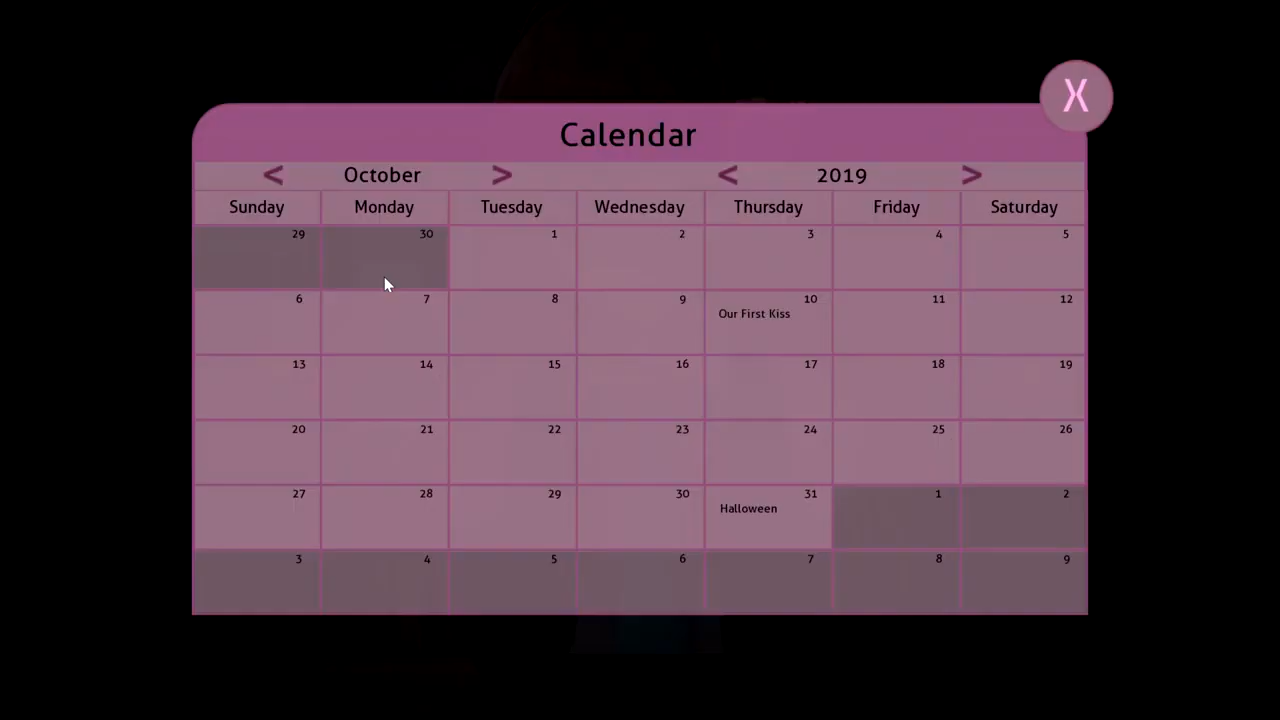 X
Calendar
< October > < 2019 >
Sunday Monday Tuesday Wednesday Thursday Friday Saturday
29 30 1 2 3 4 5
6 7 8 9 10 11 12
Our First Kiss
13 14 15 16 17 18 19
20 21 22 23 24 25 26
27 28 29 30 31 1 2
Halloween
3 4 5 6 7 8 9